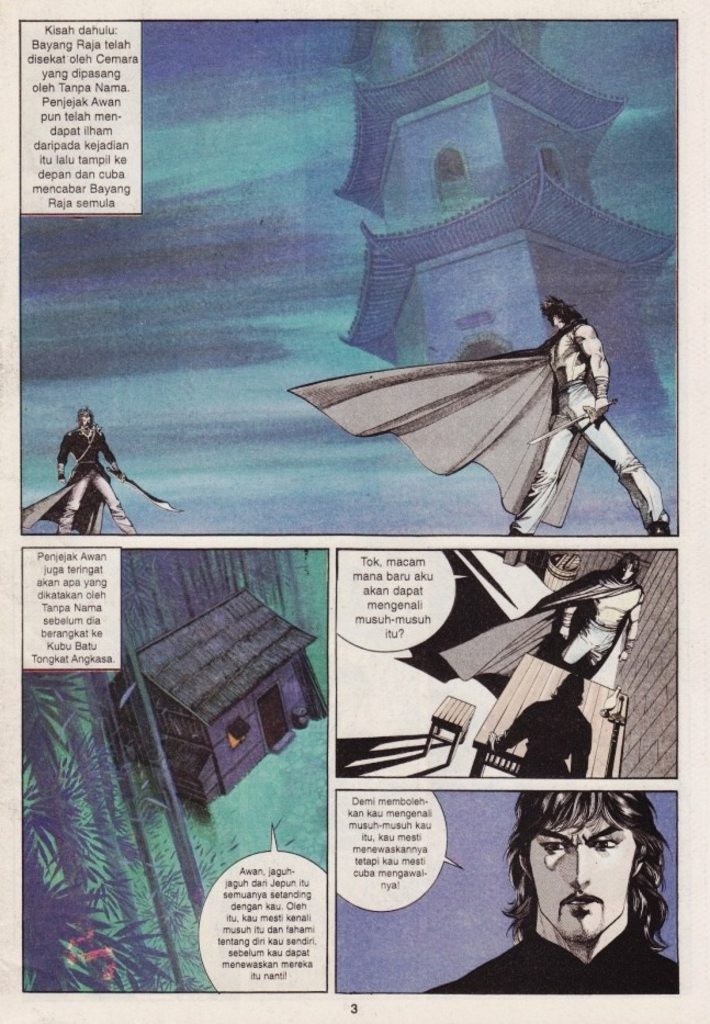 Kisah dahulu:
Bayang Raja telah
disekat oleh Cemara
yang dipasang
oleh Tanpa Nama.
Penjejak Awan
pun telah men-
dapat ilham
daripada kejadian
itu lalu tampil ke
depan dan cuba
mencabar Bayang
Raja semula
Penjejak Awan
juga teringat
akan apa yang
dikatakan oleh
Tanpa Nama
sebelum dia
berangkat ke
Kubu Batu
Tongkat Angkasa.
Awan, jaguh-
jaguh dari Jepun itu
semuanya setanding
dengan kau. Oleh
itu, kau mesti kenali
musuh itu dan fahami
tentang diri kau sendiri,
sebelum kau dapat
menewaskan mereka
itu nanti!
Tok, macam
mana baru aku
akan dapat
mengenali
musuh-musuh
itu?
Demi memboleh-
kan kau mengenali
musuh-musuh kau
itu, kau mesti
menewaskannya
tetapi kau mesti
cuba mengawal-
nya!
3